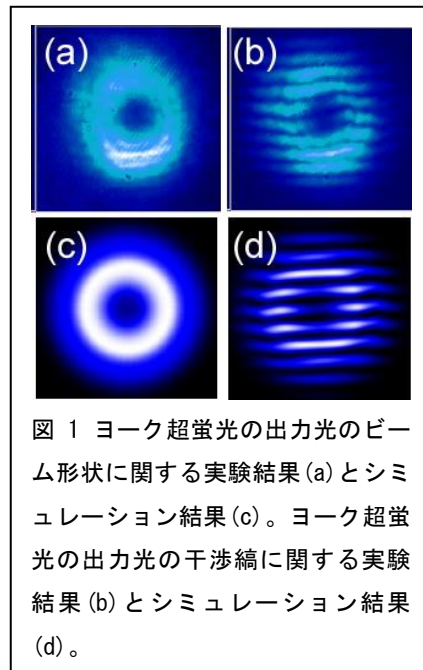 (a)
(b)
(c)
(d)
図 1 ヨーク超蛍光の出力光のビー
ム形状に関する実験結果(a)とシミ
ュレーション結果(c)。ヨーク超蛍
光の出力光の干渉縞に関する実験
結果(b)とシミュレーション結果
(d)。